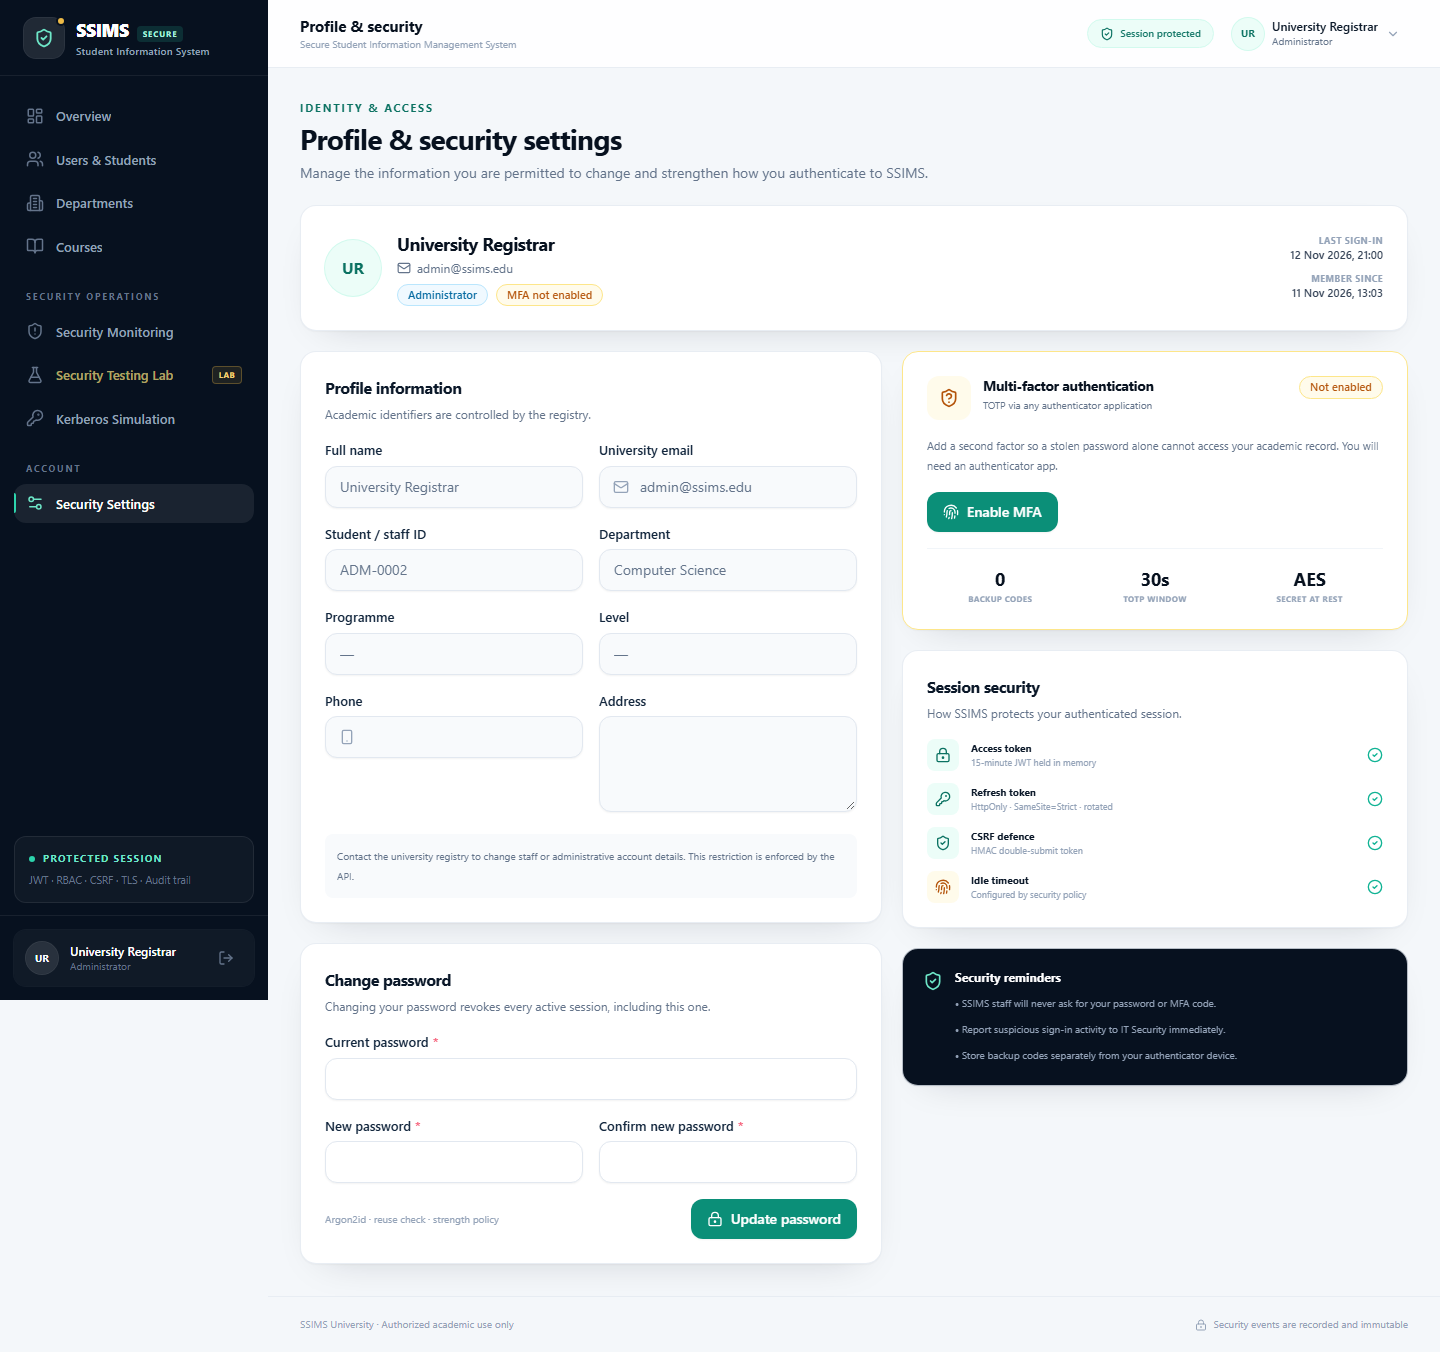 SSIMS SECURE
Student Information System
Overview
Users & Students
Departments
Courses
SECURITY OPERATIONS
Security Monitoring
Security Testing Lab LAB
Kerberos Simulation
ACCOUNT
Security Settings
PROTECTED SESSION
JWT · RBAC · CSRF · TLS · Audit trail
UR University Registrar
Administrator
Profile & security
Secure Student Information Management System
Session protected
UR University Registrar
Administrator
IDENTITY & ACCESS
Profile & security settings
Manage the information you are permitted to change and strengthen how you authenticate to SSIMS.
UR
University Registrar
admin@ssims.edu
Administrator MFA not enabled
LAST SIGN-IN
12 Nov 2026, 21:00
MEMBER SINCE
11 Nov 2026, 13:03
Profile information
Academic identifiers are controlled by the registry.
Full name University email
University Registrar admin@ssims.edu
Student / staff ID Department
ADM-0002 Computer Science
Programme Level
— —
Phone Address
Contact the university registry to change staff or administrative account details. This restriction is enforced by the
API.
Change password
Changing your password revokes every active session, including this one.
Current password *
New password * Confirm new password *
Argon2id · reuse check · strength policy Update password
Multi-factor authentication Not enabled
TOTP via any authenticator application
Add a second factor so a stolen password alone cannot access your academic record. You will
need an authenticator app.
Enable MFA
0 30s AES
BACKUP CODES TOTP WINDOW SECRET AT REST
Session security
How SSIMS protects your authenticated session.
Access token
15-minute JWT held in memory
Refresh token
HttpOnly · SameSite=Strict · rotated
CSRF defence
HMAC double-submit token
Idle timeout
Configured by security policy
Security reminders
• SSIMS staff will never ask for your password or MFA code.
• Report suspicious sign-in activity to IT Security immediately.
• Store backup codes separately from your authenticator device.
SSIMS University · Authorized academic use only
Security events are recorded and immutable